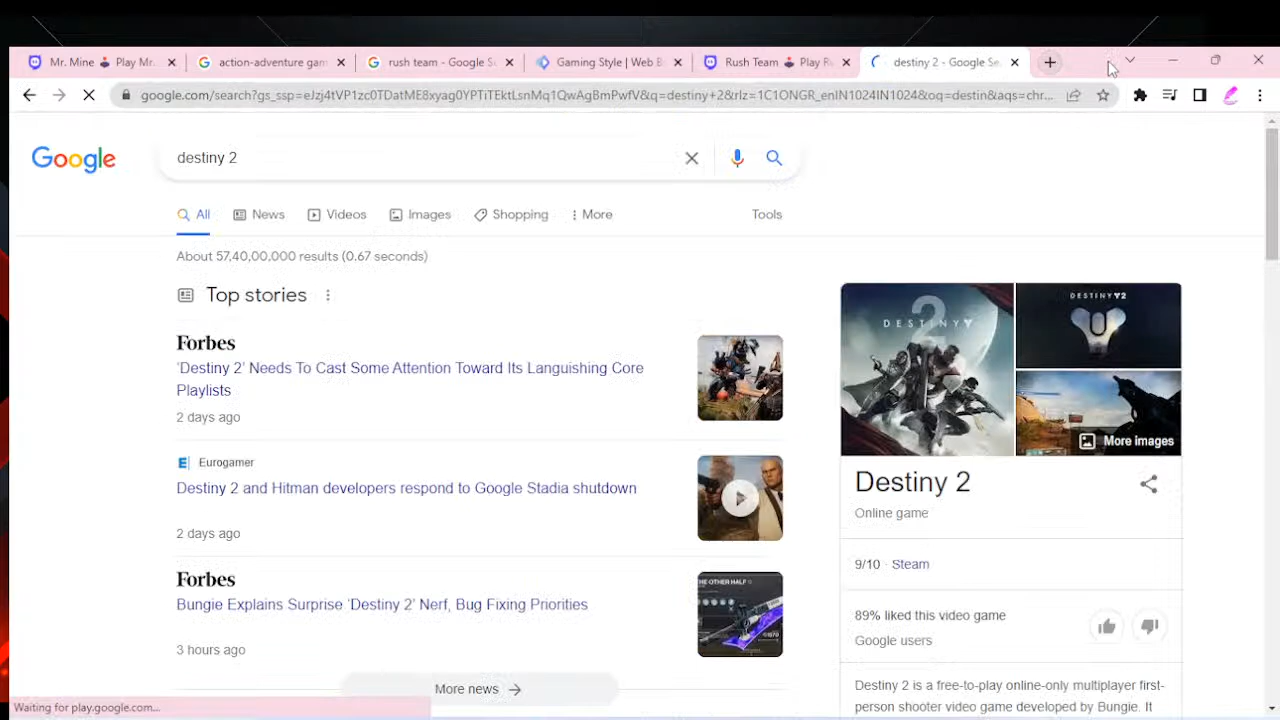 Mr. Mine Play Mr.
action-adventure gam
rush team - Google Se
Gaming Style | Web B
Rush Team Play Ru
destiny 2 - Google Se
google.com/search?gs_ssp=eJzj4tVP1zc0TDatME8xyag0YPTiTEktLsnMq1QwAgBmPwfV&q=destiny+2&rlz=1C1ONGR_enIN1024IN1024&oq=destin&aqs=chr...
Google
destiny 2
All
News
Videos
Images
Shopping
More
Tools
About 57,40,00,000 results (0.67 seconds)
Top stories
Forbes
'Destiny 2' Needs To Cast Some Attention Toward Its Languishing Core
Playlists
2 days ago
Eurogamer
Destiny 2 and Hitman developers respond to Google Stadia shutdown
2 days ago
Forbes
Bungie Explains Surprise 'Destiny 2' Nerf, Bug Fixing Priorities
3 hours ago
More news
THE OTHER HALF
2
DESTINY
DESTINY 2
More images
Destiny 2
Online game
9/10 · Steam
89% liked this video game
Google users
Destiny 2 is a free-to-play online-only multiplayer first-
person shooter video game developed by Bungie. It
Waiting for play.google.com...